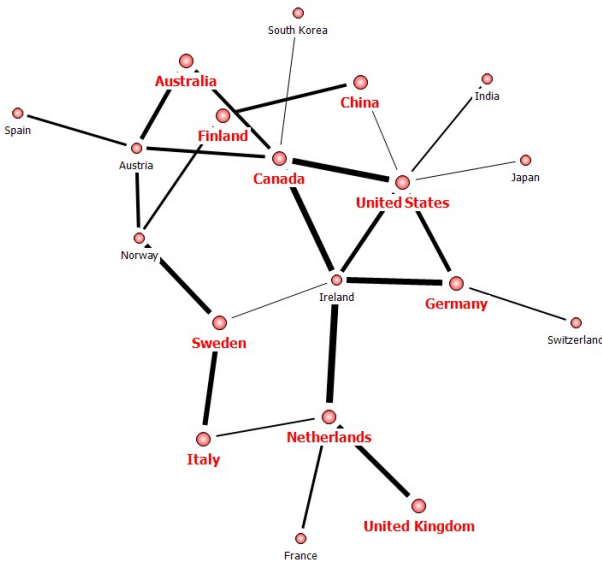 South Korea
Australia
China
India
Spain
Finland
Austria
Canada
Japan
United States
Norway
Ireland
Germany
Sweden
Switzerland
Netherlands
Italy
United Kingdom
France